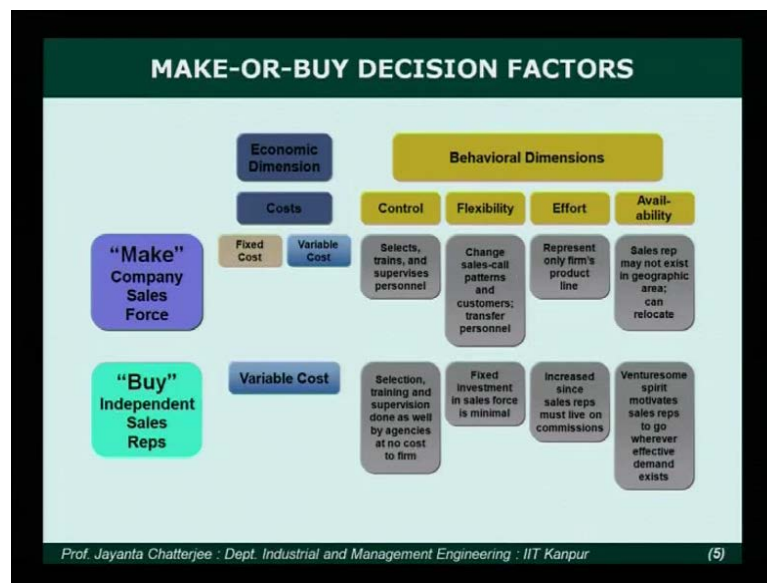 MAKE-OR-BUY DECISION FACTORS
Economic
Dimension
Behavioral Dimensions
Costs
Control
Flexibility
Effort
Avail-
ability
"Make"
Company
Sales
Force
Fixed
Cost
Variable
Cost
Selects,
trains, and
supervises
personnel
Change
sales-call
patterns
and
customers;
transfer
personnel
Represent
only firm's
product
line
Sales rep
may not exist
in geographic
area;
can
relocate
"Buy"
Independent
Sales
Reps
Variable Cost
Selection,
training and
supervision
done as well
by agencies
at no cost
to firm
Fixed
investment
in sales force
is minimal
Increased
since
sales reps
must live on
commissions
Venturesome
spirit
motivates
sales reps
to go
wherever
effective
demand
exists
Prof. Jayanta Chatterjee : Dept. Industrial and Management Engineering : IIT Kanpur (5)